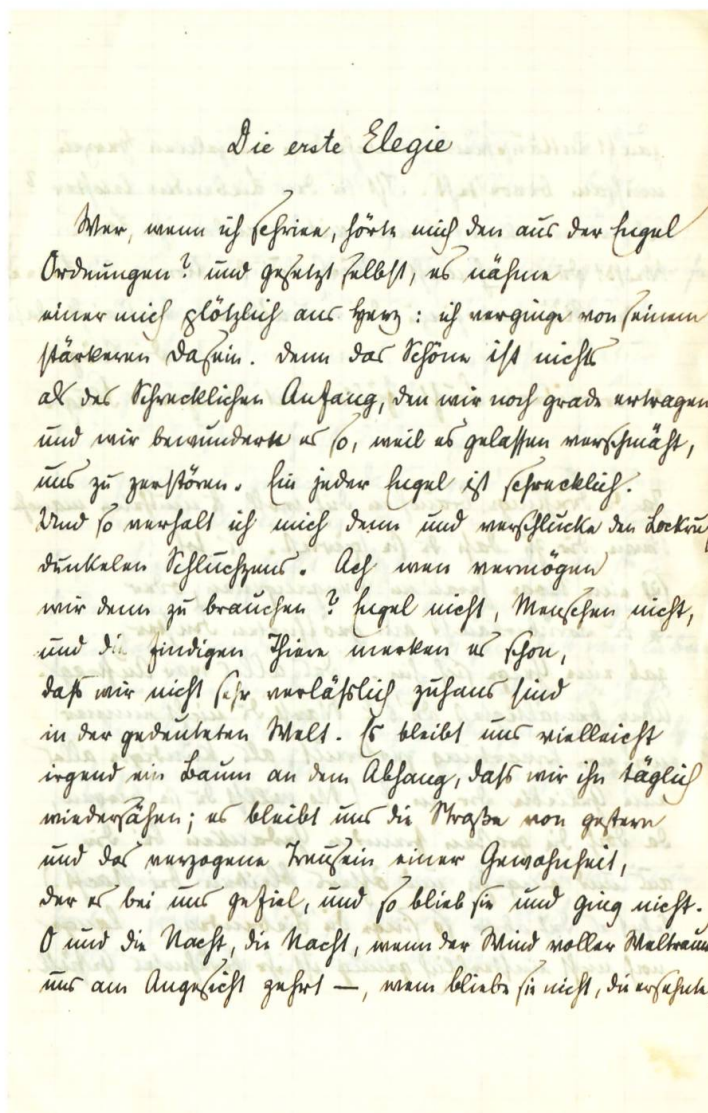 Die erste Elegie
Wer, wenn ich schriee, hörte mich den aus der Engel
Ordnungen? und gesetzt selbst, es nähme
einer mich plötzlich ans Herz: ich verginge von seinem
stärkeren Dasein. Denn das Schöne ist nichts
als des Schrecklichen Anfang, den wir noch grade ertragen
und wir bewundern es so, weil es gelassen verschmäht,
uns zu zerstören. Ein jeder Engel ist schrecklich.
Und so verhalt ich mich denn und verschlucke den Lockruf
dunkelen Schluchzens. Ach wen vermögen
wir denn zu brauchen? Engel nicht, Menschen nicht,
und die findigen Thiere merken es schon,
dass wir nicht sehr verlässlich zuhaus sind
in der gedeuteten Welt. Es bleibt uns vielleicht
irgend ein Baum an dem Abhang, dass wir ihn täglich
wiedersähen; es bleibt uns die Straße von gestern
und das verzogene Treusein einer Gewohnheit,
der es bei uns gefiel, und so blieb sie und ging nicht.
O und die Nacht, die Nacht, wenn der Wind voller Weltraum
uns am Angesicht zehrt —, wem bliebe sie nicht, die ersehnte